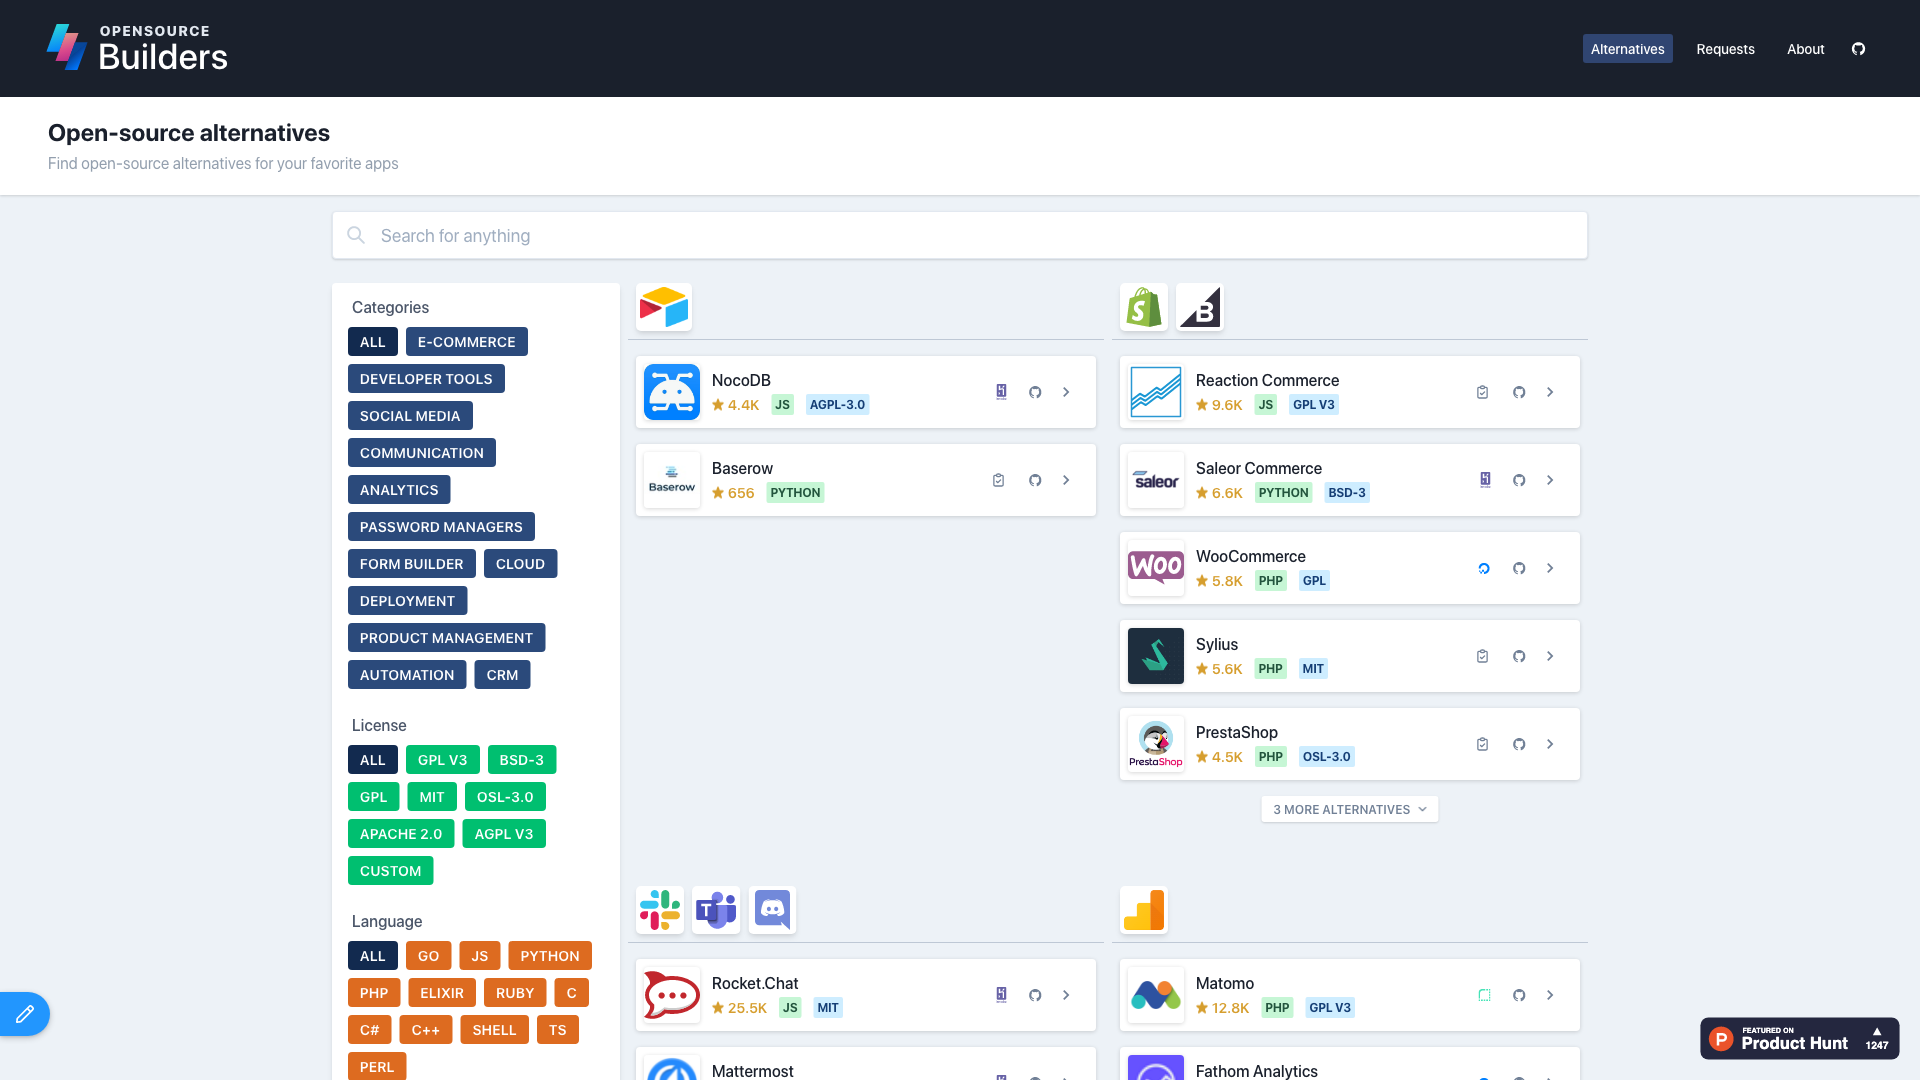 OPENSOURCE
Builders
Alternatives
Requests
About
Open-source alternatives
Find open-source alternatives for your favorite apps
Search for anything
Categories
ALL
E-COMMERCE
DEVELOPER TOOLS
SOCIAL MEDIA
COMMUNICATION
ANALYTICS
PASSWORD MANAGERS
FORM BUILDER
CLOUD
DEPLOYMENT
PRODUCT MANAGEMENT
AUTOMATION
CRM
License
ALL
GPL V3
BSD-3
GPL
MIT
OSL-3.0
APACHE 2.0
AGPL V3
CUSTOM
Language
ALL
GO
JS
PYTHON
PHP
ELIXIR
RUBY
C
C#
C++
SHELL
TS
PERL
NocoDB
4.4K
JS
AGPL-3.0
Baserow
Baserow
656
PYTHON
S
B
Reaction Commerce
9.6K
JS
GPL V3
saleor
Saleor Commerce
6.6K
PYTHON
BSD-3
WOO
WooCommerce
5.8K
PHP
GPL
Sylius
5.6K
PHP
MIT
PrestaShop
PrestaShop
4.5K
PHP
OSL-3.0
3 MORE ALTERNATIVES
T
Rocket.Chat
25.5K
JS
MIT
Mattermost
Matomo
12.8K
PHP
GPL V3
Fathom Analytics
P
FEATURED ON
Product Hunt
1247